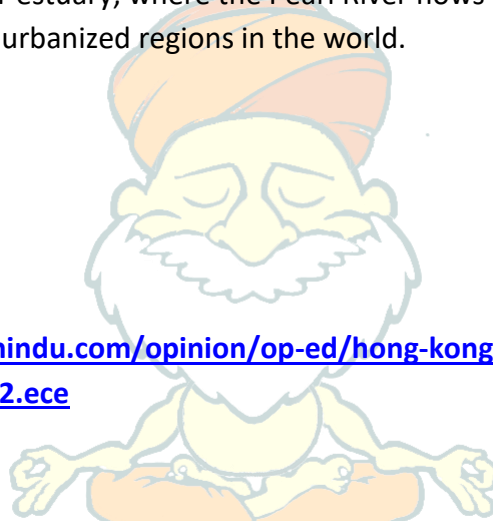 estuary, where the Pearl River flows
urbanized regions in the world.
hindu.com/opinion/op-ed/hong-kong
2.ece